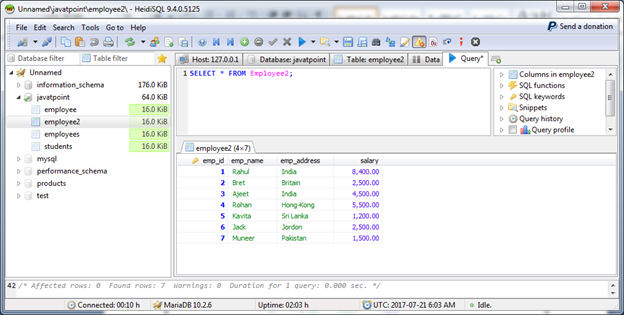 Unnamed\javatpoint\employee2\ - HeidiSQL 9.4.0.5125
File Edit Search Tools Go to Help
Send a donation
Database filter Table filter
Host: 127.0.0.1 Database: javatpoint Table: employee2 Data Query*
Unnamed
information_schema 176.0 KiB
javatpoint 64.0 KiB
employee 16.0 KiB
employee2 16.0 KiB
employees 16.0 KiB
students 16.0 KiB
mysql
performance_schema
products
test
1 SELECT * FROM Employee2;
Columns in employee2
SQL functions
SQL keywords
Snippets
Query history
Query profile
employee2 (4×7)
emp_id emp_name emp_address salary
1 Rahul India 8,400.00
2 Bret Britain 2,500.00
3 Ajeet India 4,500.00
4 Rohan Hong-Kong 5,500.00
5 Kavita Sri Lanka 1,200.00
6 Jack Jordon 2,500.00
7 Muneer Pakistan 1,500.00
42 /* Affected rows: 0 Found rows: 7 Warnings: 0 Duration for 1 query: 0.000 sec. */
Connected: 00:10 h MariaDB 10.2.6 Uptime: 02:03 h UTC: 2017-07-21 6:03 AM Idle.